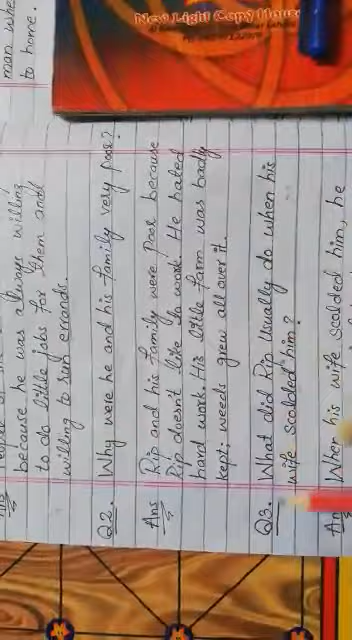 man whe
to home.
New Light Copy House
Ans
because he was always willing
to do little jobs for them and
willing to run errands.
Q2. Why were he and his family very poor?
Ans Rip and his family were poor because
Rip doesn't like to work. He hated
hard work. His little farm was badly
kept; weeds grew all over it.
Q3. What did Rip usually do when his
wife scolded him?
An When his wife scolded him, he